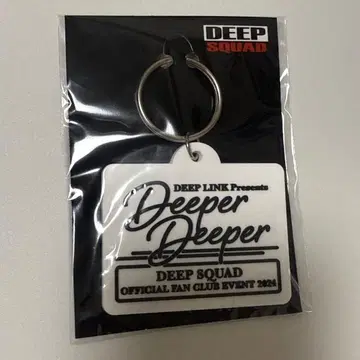 DEEP
SQUAD
DEEP LINK Presents
Deeper
Deeper
DEEP SQUAD
OFFICIAL FAN CLUB EVENT 2024